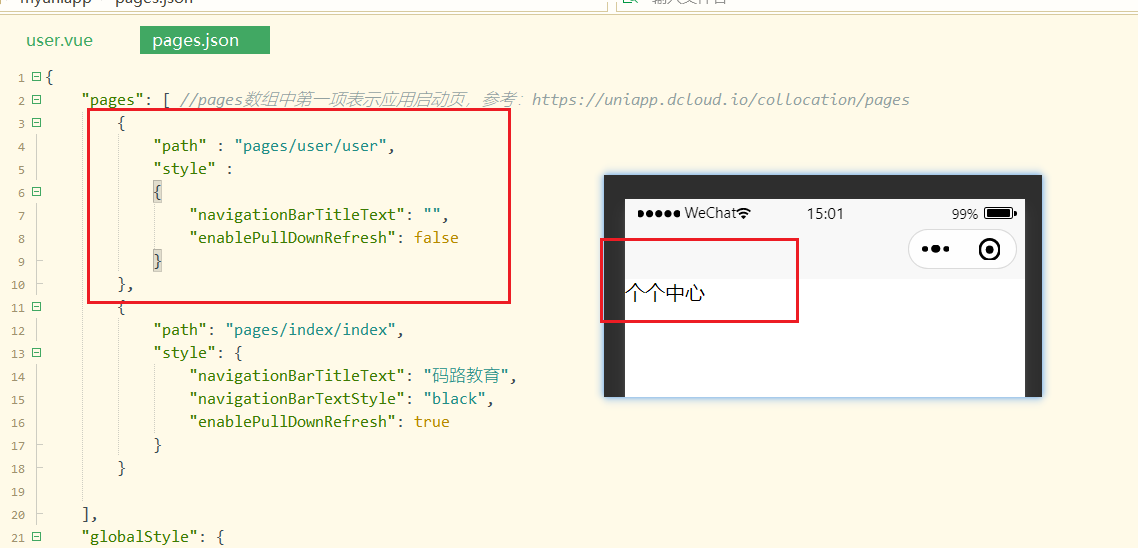 user.vue pages.json
1 {
2 "pages": [ //pages数组中第一项表示应用启动页，参考：https://uniapp.dcloud.io/collocation/pages
3 {
4 "path" : "pages/user/user",
5 "style" :
6 {
7 "navigationBarTitleText": "",
8 "enablePullDownRefresh": false
9 }
10 },
11 {
12 "path": "pages/index/index",
13 "style": {
14 "navigationBarTitleText": "码路教育",
15 "navigationBarTextStyle": "black",
16 "enablePullDownRefresh": true
17 }
18 }
19
20 ],
21 "globalStyle": {
WeChat 15:01 99%
个个中心